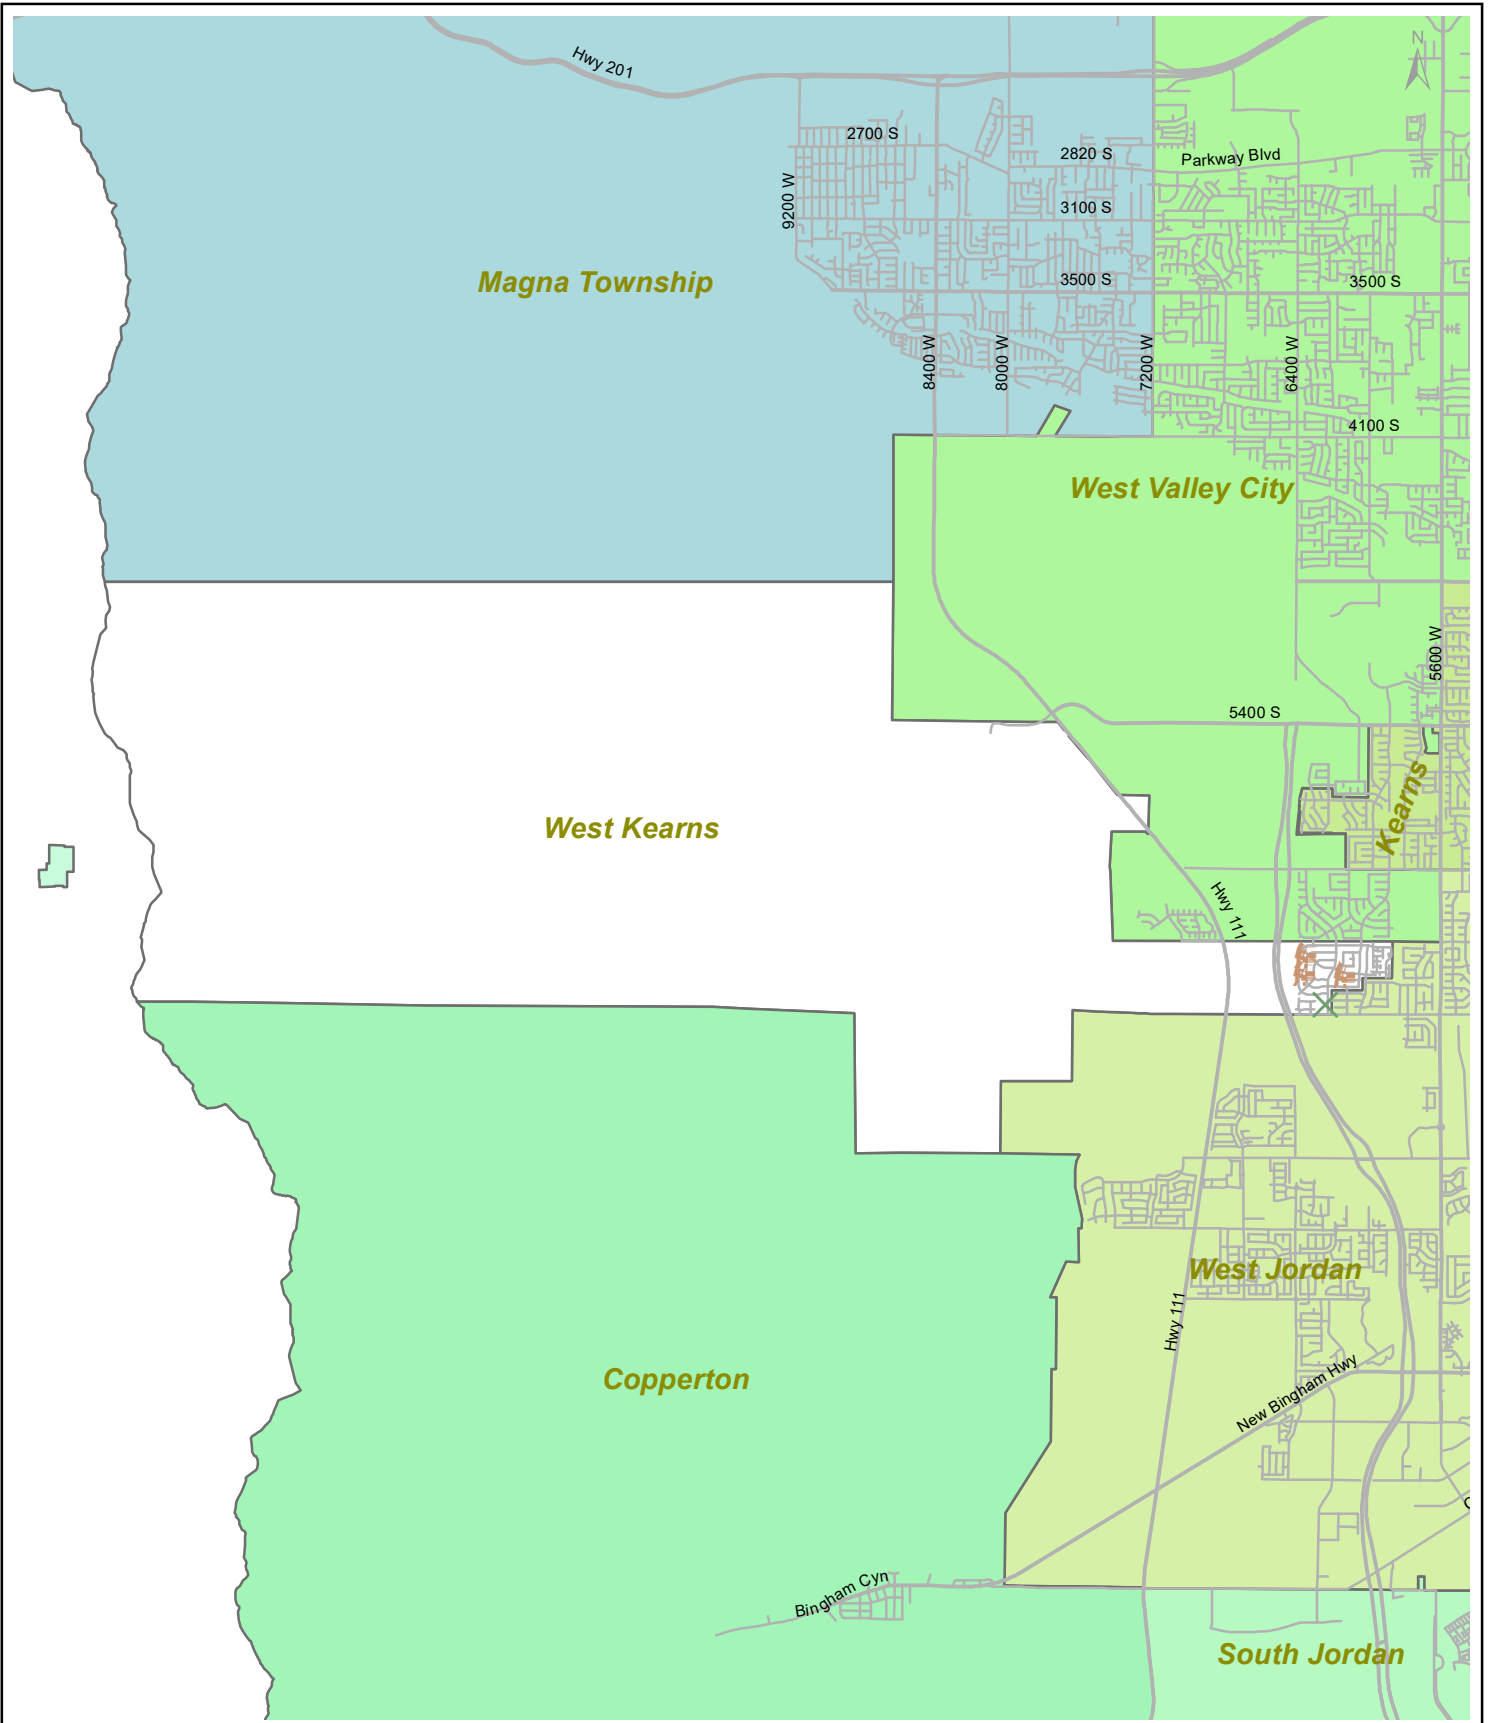 N
Hwy 201
2700 S
2820 S
Parkway Blvd
9200 W
3100 S
Magna Township
3500 S
3500 S
8400 W
8000 W
7200 W
6400 W
4100 S
West Valley City
5600 W
5400 S
West Kearns
Kearns
Hwy 111
West Jordan
Hwy 111
Copperton
New Bingham Hwy
Bingham Cyn
South Jordan